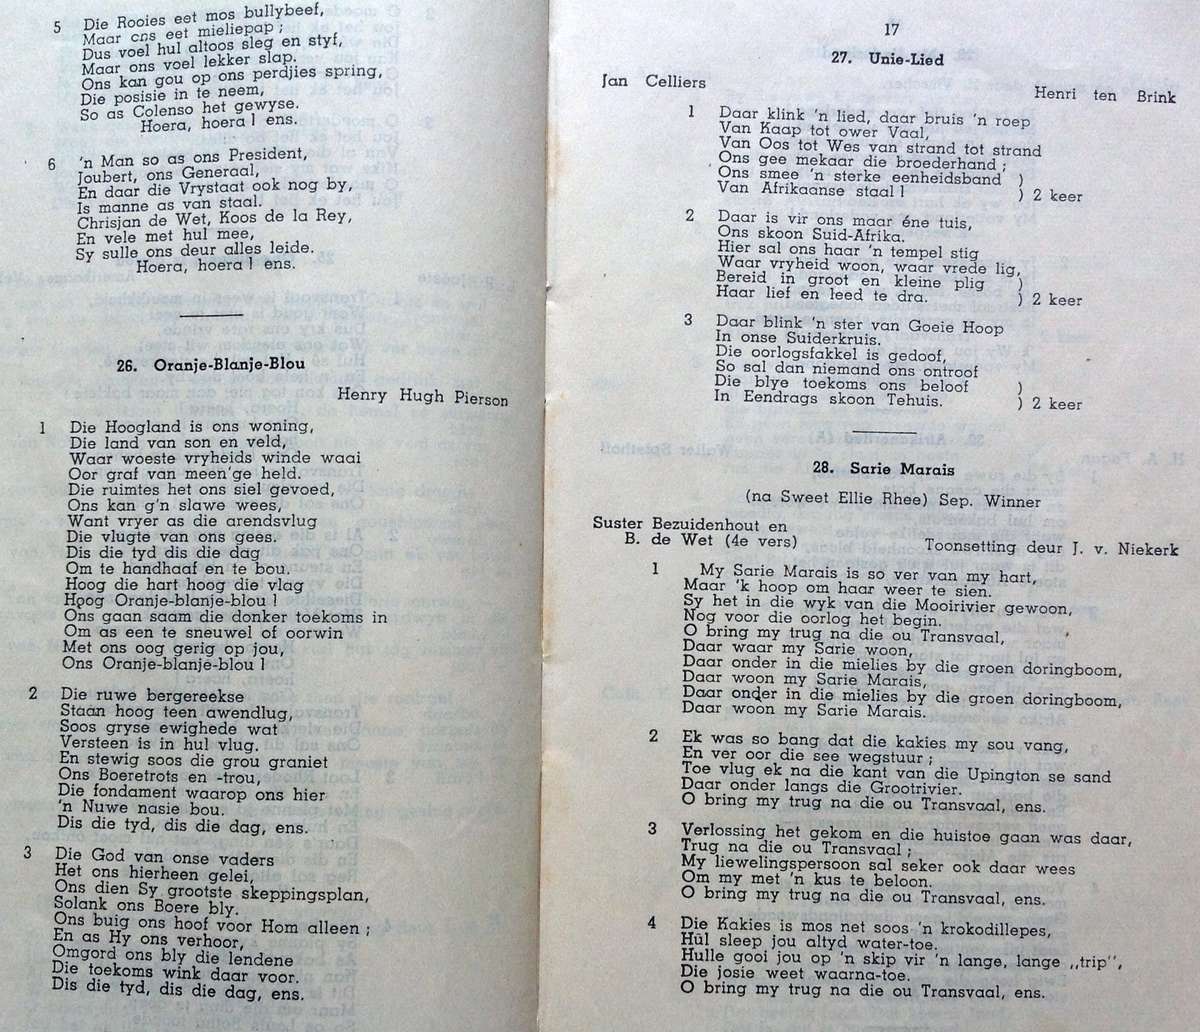 5 Die Rooies eet mos bullybeef,
Maar ons eet mieliepap;
Dus voel hul altoos sleg en styf,
Maar ons voel lekker slap.
Ons kan gou op ons perdjies spring,
Die posisie in te neem,
So as Colenso het gewyse.
Hoera, hoera! ens.
6 'n Man so as ons President,
Joubert, ons Generaal,
En daar die Vrystaat ook nog by,
Is manne as van staal.
Chrisjan de Wet, Koos de la Rey,
En vele met hul mee,
Sy sulle ons deur alles leide.
Hoera, hoera! ens.
26. Oranje-Blanje-Blou
Henry Hugh Pierson
1 Die Hoogland is ons woning,
Die land van son en veld,
Waar woeste vryheids winde waai
Oor graf van meen'ge held.
Die ruimtes het ons siel gevoed,
Ons kan g'n slawe wees,
Want vryer as die arendsvlug
Die vlugte van ons gees.
Dis die tyd dis die dag
Om te handhaaf en te bou.
Hoog die hart hoog die vlag
Hoog Oranje-blanje-blou!
Ons gaan saam die donker toekoms in
Om as een te sneuwel of oorwin
Met ons oog gerig op jou,
Ons Oranje-blanje-blou!
2 Die ruwe bergereekse
Staan hoog teen awendlug,
Soos gryse ewighede wat
Versteen is in hul vlug.
En stewig soos die grou graniet
Ons Boeretrots en -trou,
Die fondament waarop ons hier
'n Nuwe nasie bou.
Dis die tyd, dis die dag, ens.
3 Die God van onse vaders
Het ons hierheen gelei,
Ons dien Sy grootste skeppingsplan,
Solank ons Boere bly.
Ons buig ons hoof voor Hom alleen;
En as Hy ons verhoor,
Omgord ons bly die lendene
Die toekoms wink daar voor.
Dis die tyd, dis die dag, ens.
17
27. Unie-Lied
Jan Celliers
Henri ten Brink
1 Daar klink 'n lied, daar bruis 'n roep
Van Kaap tot ower Vaal,
Van Oos tot Wes van strand tot strand
Ons gee mekaar die broederhand;
Ons smee 'n sterke eenheidsband )
Van Afrikaanse staal! ) 2 keer
2 Daar is vir ons maar éne tuis,
Ons skoon Suid-Afrika.
Hier sal ons haar 'n tempel stig
Waar vryheid woon, waar vrede lig,
Bereid in groot en kleine plig )
Haar lief en leed te dra. ) 2 keer
3 Daar blink 'n ster van Goeie Hoop
In onse Suiderkruis.
Die oorlogsfakkel is gedoof,
So sal dan niemand ons ontroof
Die blye toekoms ons beloof )
In Eendrags skoon Tehuis. ) 2 keer
28. Sarie Marais
(na Sweet Ellie Rhee) Sep. Winner
Suster Bezuidenhout en
B. de Wet (4e vers)
Toonsetting deur J. v. Niekerk
1 My Sarie Marais is so ver van my hart,
Maar 'k hoop om haar weer te sien.
Sy het in die wyk van die Mooirivier gewoon,
Nog voor die oorlog het begin.
O bring my trug na die ou Transvaal,
Daar waar my Sarie woon,
Daar onder in die mielies by die groen doringboom,
Daar woon my Sarie Marais,
Daar onder in die mielies by die groen doringboom,
Daar woon my Sarie Marais.
2 Ek was so bang dat die kakies my sou vang,
En ver oor die see wegstuur;
Toe vlug ek na die kant van die Upington se sand
Daar onder langs die Grootrivier.
O bring my trug na die ou Transvaal, ens.
3 Verlossing het gekom en die huistoe gaan was daar,
Trug na die ou Transvaal;
My liewelingspersoon sal seker ook daar wees
Om my met 'n kus te beloon.
O bring my trug na die ou Transvaal, ens.
4 Die Kakies is mos net soos 'n krokodillepes,
Hûl sleep jou altyd water-toe.
Hulle gooi jou op 'n skip vir 'n lange, lange „trip”,
Die josie weet waarna-toe.
O bring my trug na die ou Transvaal, ens.